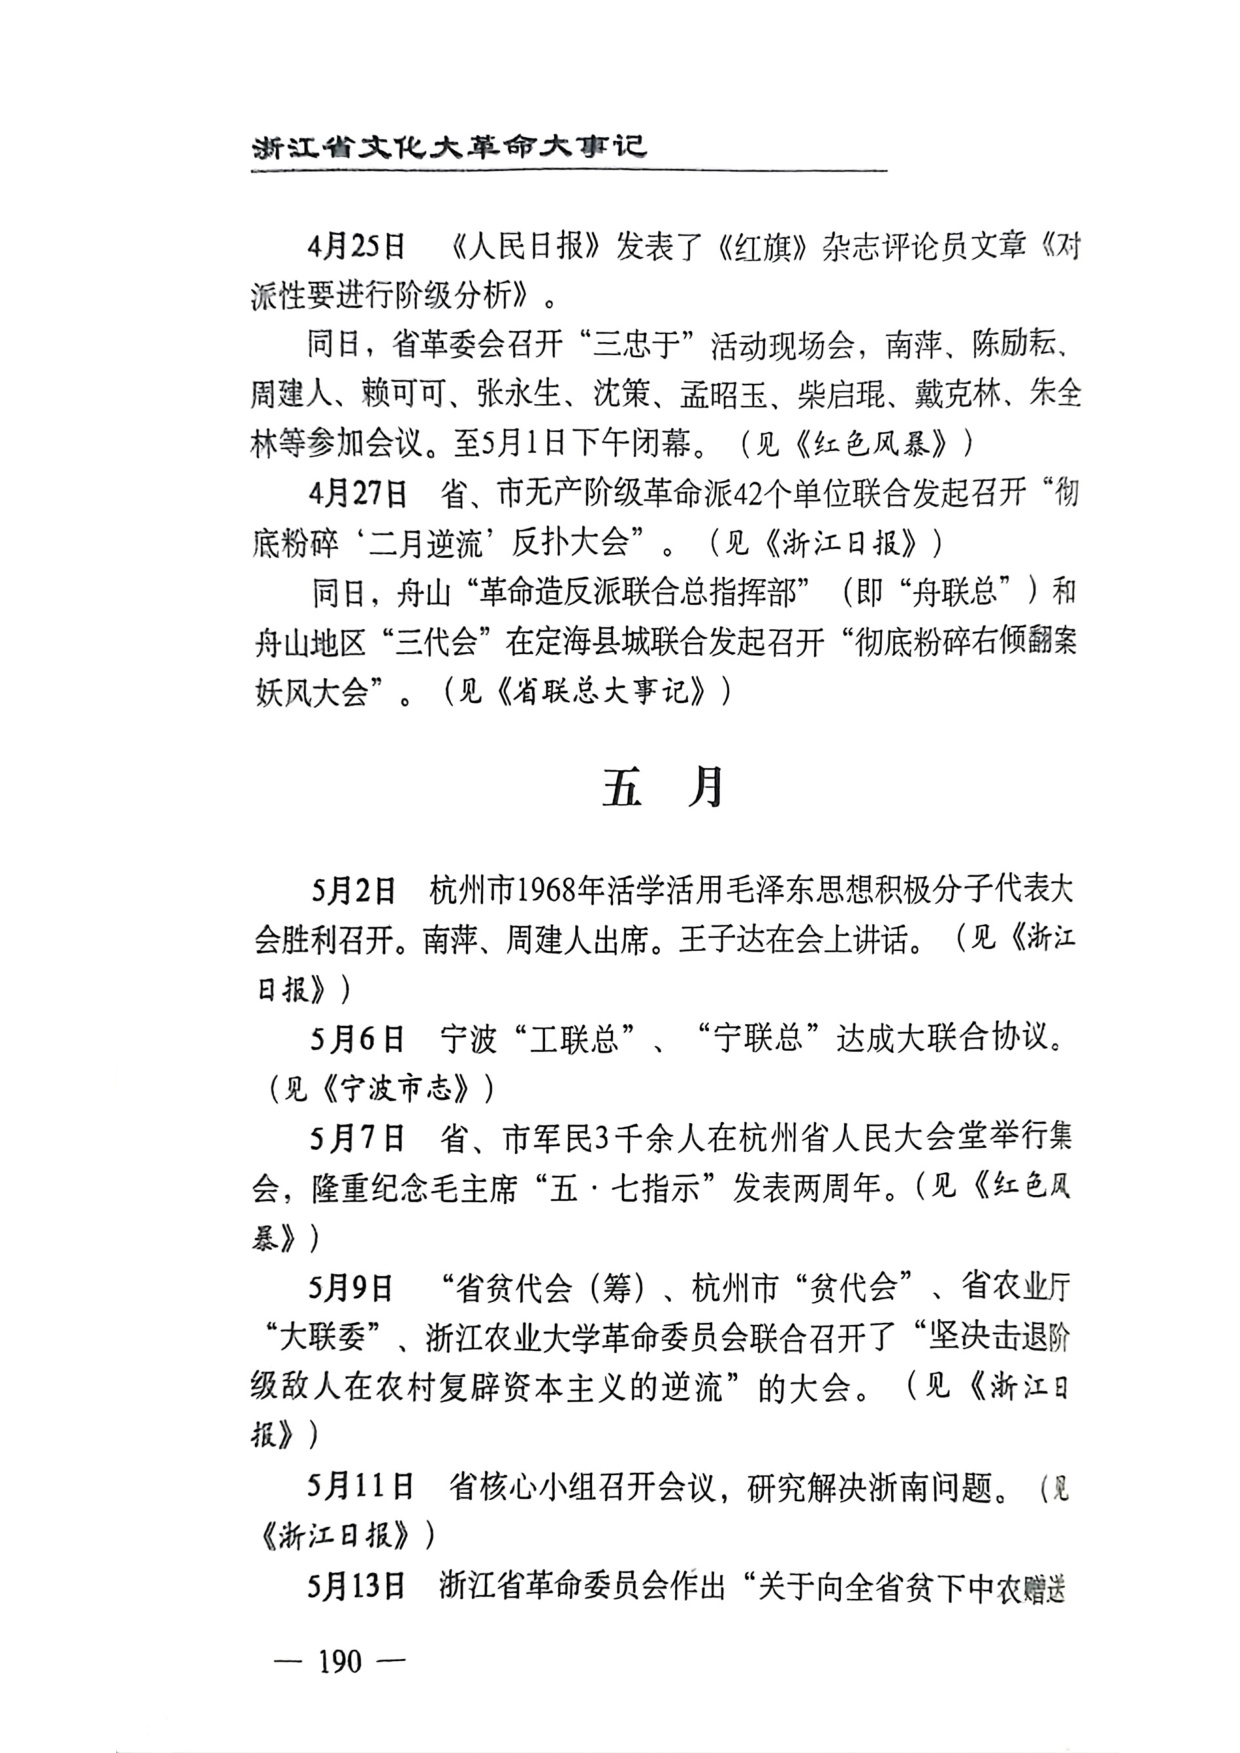 浙江省文化大革命大事记
4月25日 《人民日报》发表了《红旗》杂志评论员文章《对
派性要进行阶级分析》。
同日，省革委会召开“三忠于”活动现场会，南萍、陈励耘、
周建人、赖可可、张永生、沈策、孟昭玉、柴启琨、戴克林、朱全
林等参加会议。至5月1日下午闭幕。（见《红色风暴》）
4月27日 省、市无产阶级革命派42个单位联合发起召开“彻
底粉碎‘二月逆流’反扑大会”。（见《浙江日报》）
同日，舟山“革命造反派联合总指挥部”（即“舟联总”）和
舟山地区“三代会”在定海县城联合发起召开“彻底粉碎右倾翻案
妖风大会”。（见《省联总大事记》）
五 月
5月2日 杭州市1968年活学活用毛泽东思想积极分子代表大
会胜利召开。南萍、周建人出席。王子达在会上讲话。（见《浙江
日报》）
5月6日 宁波“工联总”、“宁联总”达成大联合协议。
（见《宁波市志》）
5月7日 省、市军民3千余人在杭州省人民大会堂举行集
会，隆重纪念毛主席“五·七指示”发表两周年。（见《红色风
暴》）
5月9日 “省贫代会（筹）、杭州市“贫代会”、省农业厅
“大联委”、浙江农业大学革命委员会联合召开了“坚决击退阶
级敌人在农村复辟资本主义的逆流”的大会。（见《浙江日
报》）
5月11日 省核心小组召开会议，研究解决浙南问题。（见
《浙江日报》）
5月13日 浙江省革命委员会作出“关于向全省贫下中农赠送
— 190 —